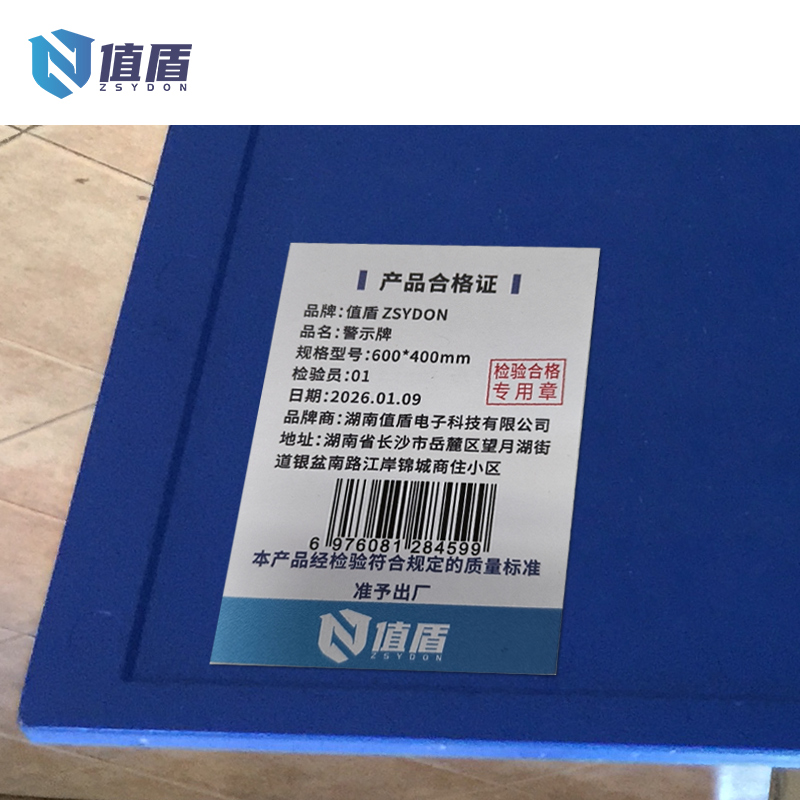 值盾
ZSYDON
产品合格证
品牌:值盾 ZSYDON
品名:警示牌
规格型号:600*400mm
检验员:01
日期:2026.01.09
检验合格
专用章
品牌商:湖南值盾电子科技有限公司
地址:湖南省长沙市岳麓区望月湖街
道银盆南路江岸锦城商住小区
6 976081 284599
本产品经检验符合规定的质量标准
准予出厂
值盾
ZSYDON